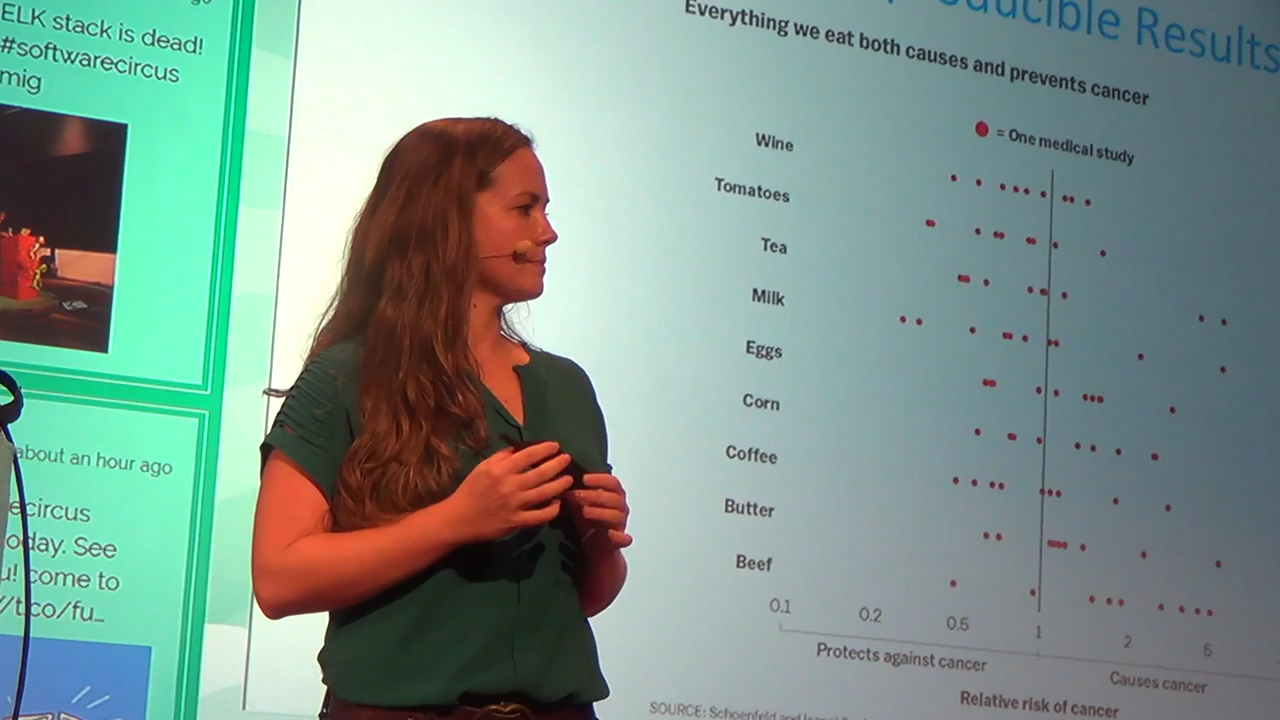 ELK stack is dead!
#softwarecircus
mig
about an hour ago
ecircus
oday. See
u! come to
//t.co/fu...
ducible Results
Everything we eat both causes and prevents cancer
= One medical study
Wine
Tomatoes
Tea
Milk
Eggs
Corn
Coffee
Butter
Beef
0.1 0.2 0.5 1 2 5
Protects against cancer
Causes cancer
Relative risk of cancer
SOURCE: Schoenfeld and